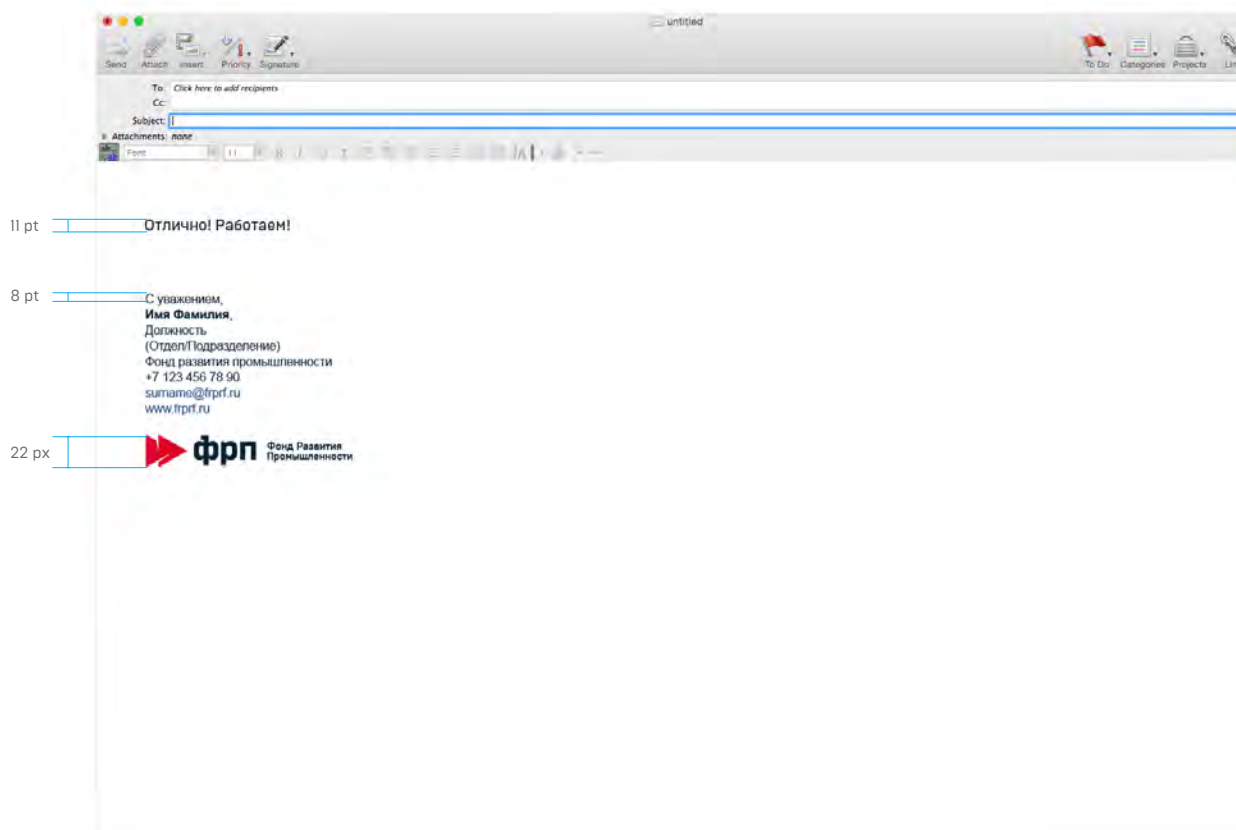 untitled
Send Attach Insert Priority Signature To Do Categories Projects
To: Click here to add recipients
Cc:
Subject:
Attachments: none
Font 11
11 pt Отлично! Работаем!
8 pt С уважением,
Имя Фамилия,
Должность
(Отдел/Подразделение)
Фонд развития промышленности
+7 123 456 78 90
surname@frprf.ru
www.frprf.ru
22 px фрп Фонд Развития
Промышленности